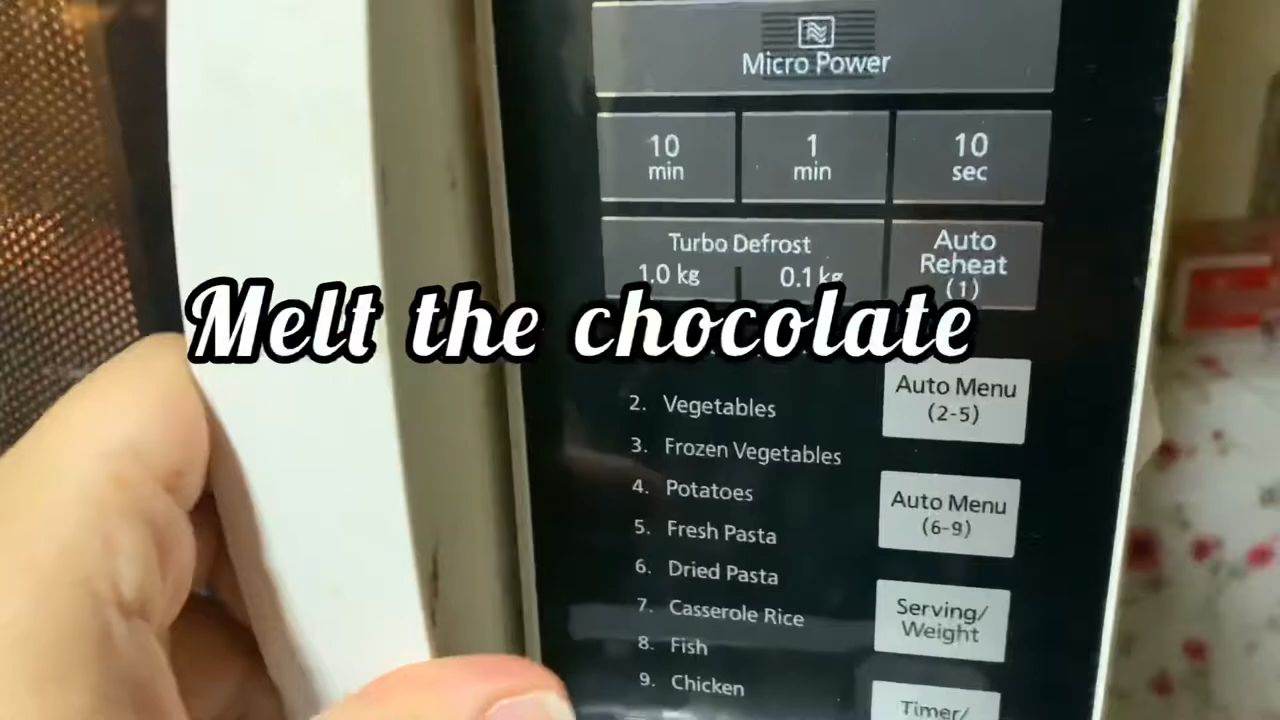 Micro Power
10 min
1 min
10 sec
Turbo Defrost
1.0 kg
0.1 kg
Auto Reheat (1)
Melt the chocolate
2. Vegetables
3. Frozen Vegetables
4. Potatoes
5. Fresh Pasta
6. Dried Pasta
7. Casserole Rice
8. Fish
9. Chicken
Auto Menu (2-5)
Auto Menu (6-9)
Serving/ Weight
Timer/